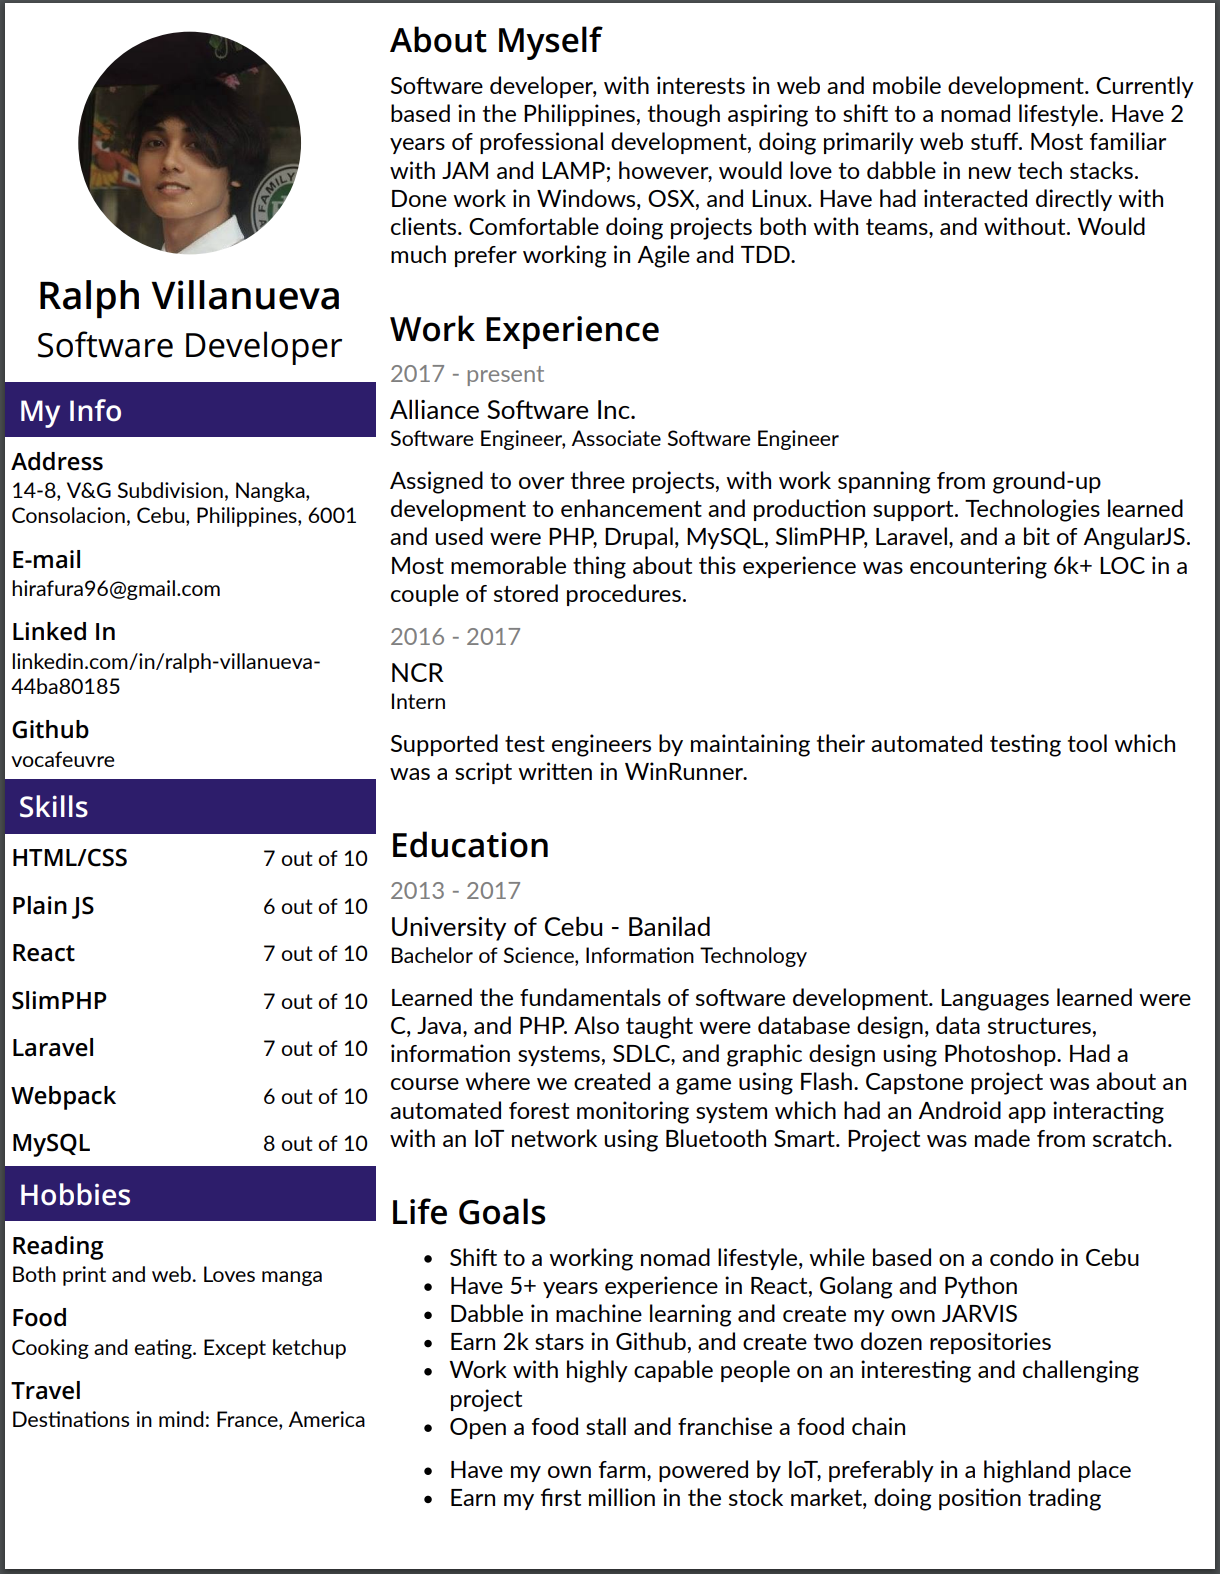 Ralph Villanueva
Software Developer
My Info
Address
14-8, V&G Subdivision, Nangka,
Consolacion, Cebu, Philippines, 6001
E-mail
hirafura96@gmail.com
Linked In
linkedin.com/in/ralph-villanueva-
44ba80185
Github
vocafeuvre
Skills
HTML/CSS 7 out of 10
Plain JS 6 out of 10
React 7 out of 10
SlimPHP 7 out of 10
Laravel 7 out of 10
Webpack 6 out of 10
MySQL 8 out of 10
Hobbies
Reading
Both print and web. Loves manga
Food
Cooking and eating. Except ketchup
Travel
Destinations in mind: France, America
About Myself
Software developer, with interests in web and mobile development. Currently
based in the Philippines, though aspiring to shift to a nomad lifestyle. Have 2
years of professional development, doing primarily web stuff. Most familiar
with JAM and LAMP; however, would love to dabble in new tech stacks.
Done work in Windows, OSX, and Linux. Have had interacted directly with
clients. Comfortable doing projects both with teams, and without. Would
much prefer working in Agile and TDD.
Work Experience
2017 - present
Alliance Software Inc.
Software Engineer, Associate Software Engineer
Assigned to over three projects, with work spanning from ground-up
development to enhancement and production support. Technologies learned
and used were PHP, Drupal, MySQL, SlimPHP, Laravel, and a bit of AngularJS.
Most memorable thing about this experience was encountering 6k+ LOC in a
couple of stored procedures.
2016 - 2017
NCR
Intern
Supported test engineers by maintaining their automated testing tool which
was a script written in WinRunner.
Education
2013 - 2017
University of Cebu - Banilad
Bachelor of Science, Information Technology
Learned the fundamentals of software development. Languages learned were
C, Java, and PHP. Also taught were database design, data structures,
information systems, SDLC, and graphic design using Photoshop. Had a
course where we created a game using Flash. Capstone project was about an
automated forest monitoring system which had an Android app interacting
with an IoT network using Bluetooth Smart. Project was made from scratch.
Life Goals
• Shift to a working nomad lifestyle, while based on a condo in Cebu
• Have 5+ years experience in React, Golang and Python
• Dabble in machine learning and create my own JARVIS
• Earn 2k stars in Github, and create two dozen repositories
• Work with highly capable people on an interesting and challenging
project
• Open a food stall and franchise a food chain
• Have my own farm, powered by IoT, preferably in a highland place
• Earn my first million in the stock market, doing position trading
FAMILY